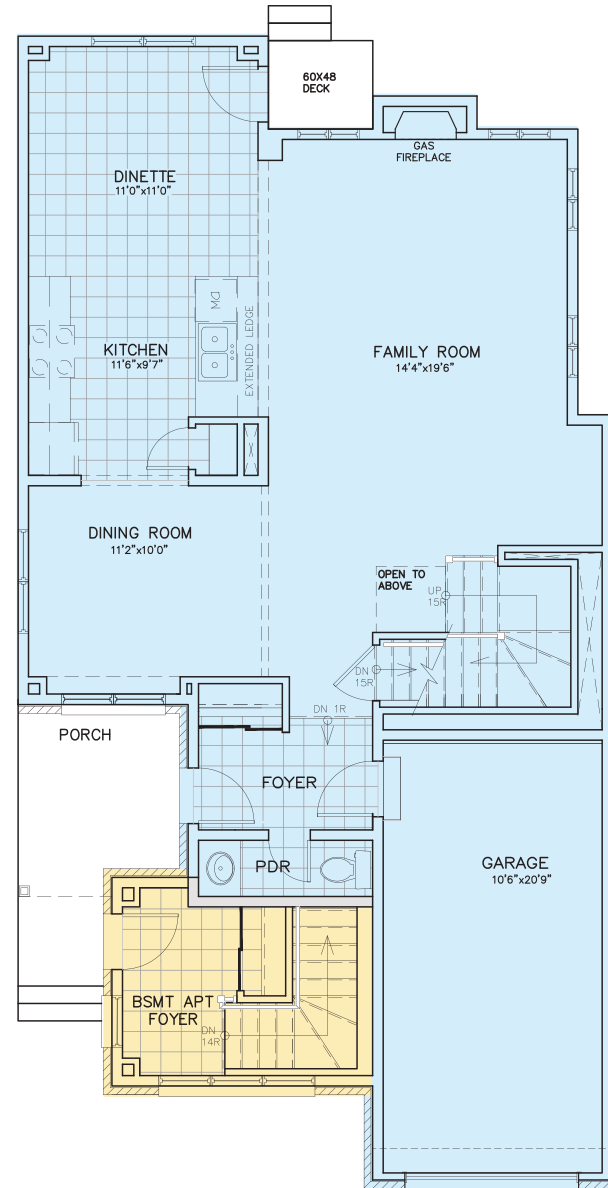 60X48
DECK
GAS
FIREPLACE
DINETTE
11'0"x11'0"
DW
EXTENDED LEDGE
KITCHEN
11'6"x9'7"
FAMILY ROOM
14'4"x19'6"
DINING ROOM
11'2"x10'0"
OPEN TO
ABOVE
UP
15R
DN
15R
DN 1R
PORCH
FOYER
PDR
GARAGE
10'6"x20'9"
BSMT APT
FOYER
DN
14R